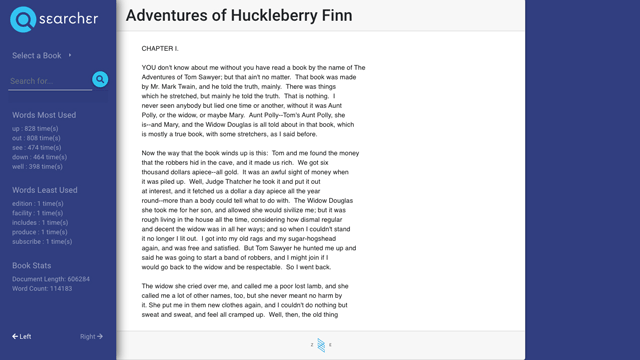 searcher
Adventures of Huckleberry Finn
Select a Book
Search for...
Words Most Used
up : 828 time(s)
out : 808 time(s)
see : 474 time(s)
down : 464 time(s)
well : 398 time(s)
Words Least Used
edition : 1 time(s)
facility : 1 time(s)
includes : 1 time(s)
produce : 1 time(s)
subscribe : 1 time(s)
Book Stats
Document Length: 606284
Word Count: 114183
Left
Right
CHAPTER I.
YOU don't know about me without you have read a book by the name of The
Adventures of Tom Sawyer; but that ain't no matter. That book was made
by Mr. Mark Twain, and he told the truth, mainly. There was things
which he stretched, but mainly he told the truth. That is nothing. I
never seen anybody but lied one time or another, without it was Aunt
Polly, or the widow, or maybe Mary. Aunt Polly--Tom's Aunt Polly, she
is--and Mary, and the Widow Douglas is all told about in that book, which
is mostly a true book, with some stretchers, as I said before.
Now the way that the book winds up is this: Tom and me found the money
that the robbers hid in the cave, and it made us rich. We got six
thousand dollars apiece--all gold. It was an awful sight of money when
it was piled up. Well, Judge Thatcher he took it and put it out
at interest, and it fetched us a dollar a day apiece all the year
round--more than a body could tell what to do with. The Widow Douglas
she took me for her son, and allowed she would sivilize me; but it was
rough living in the house all the time, considering how dismal regular
and decent the widow was in all her ways; and so when I couldn't stand
it no longer I lit out. I got into my old rags and my sugar-hogshead
again, and was free and satisfied. But Tom Sawyer he hunted me up and
said he was going to start a band of robbers, and I might join if I
would go back to the widow and be respectable. So I went back.
The widow she cried over me, and called me a poor lost lamb, and she
called me a lot of other names, too, but she never meant no harm by
it. She put me in them new clothes again, and I couldn't do nothing but
sweat and sweat, and feel all cramped up. Well, then, the old thing